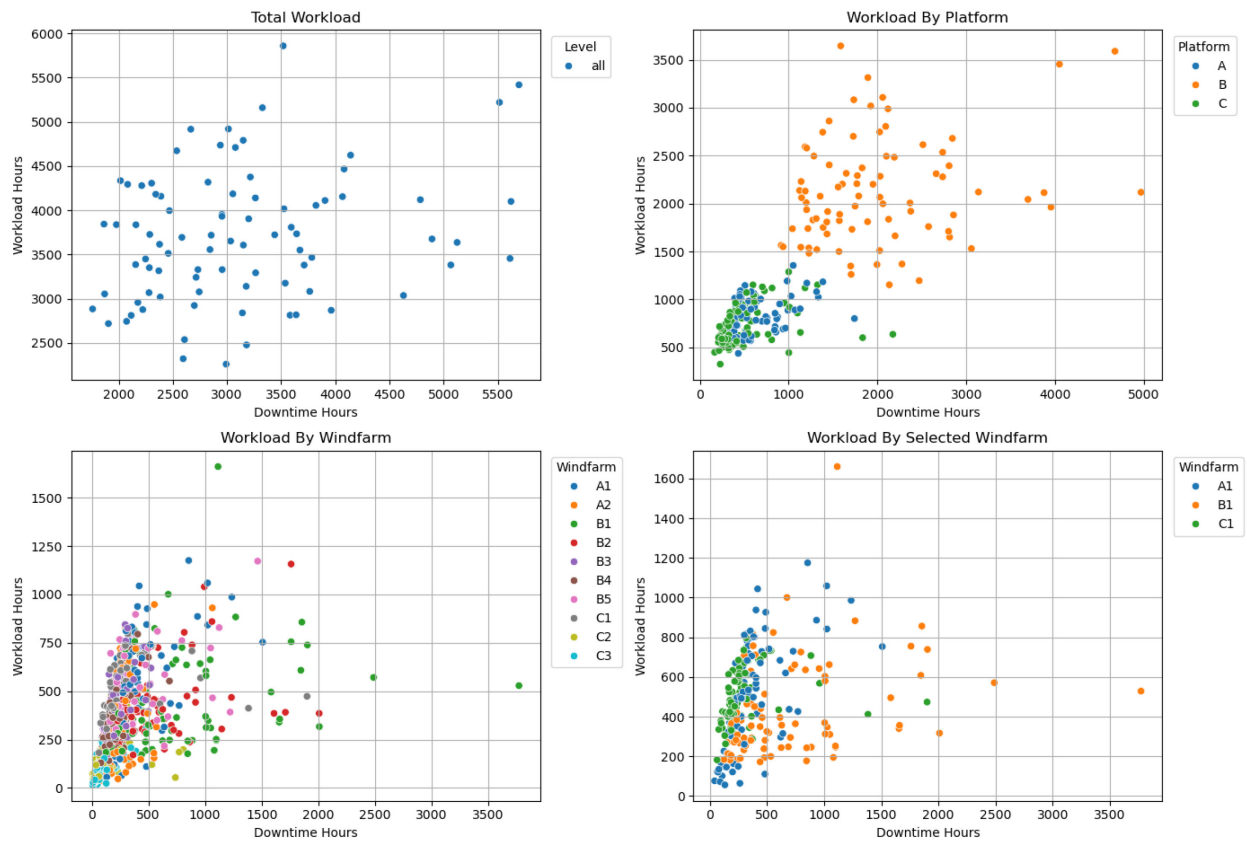 Total Workload
Workload Hours
6000
5500
5000
4500
4000
3500
3000
2500
2000 2500 3000 3500 4000 4500 5000 5500
Downtime Hours
Level
all
Workload By Platform
Workload Hours
3500
3000
2500
2000
1500
1000
500
0 1000 2000 3000 4000 5000
Downtime Hours
Platform
A
B
C
Workload By Windfarm
Workload Hours
1500
1250
1000
750
500
250
0
0 500 1000 1500 2000 2500 3000 3500
Downtime Hours
Windfarm
A1
A2
B1
B2
B3
B4
B5
C1
C2
C3
Workload By Selected Windfarm
Workload Hours
1600
1400
1200
1000
800
600
400
200
0
0 500 1000 1500 2000 2500 3000 3500
Downtime Hours
Windfarm
A1
B1
C1